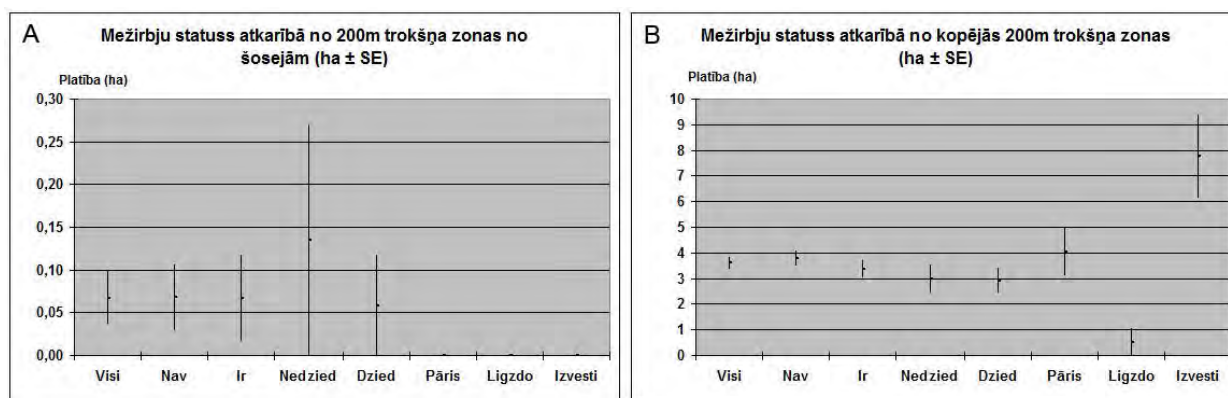 A
Mežirbju statuss atkarībā no 200m trokšņa zonas no
šosejām (ha ± SE)
Platība (ha)
0,30
0,25
0,20
0,15
0,10
0,05
0,00
Visi Nav Ir Nedzied Dzied Pāris Ligzdo Izvesti
B
Mežirbju statuss atkarībā no kopējās 200m trokšņa zonas
(ha ± SE)
Platība (ha)
10
9
8
7
6
5
4
3
2
1
0
Visi Nav Ir Nedzied Dzied Pāris Ligzdo Izvesti